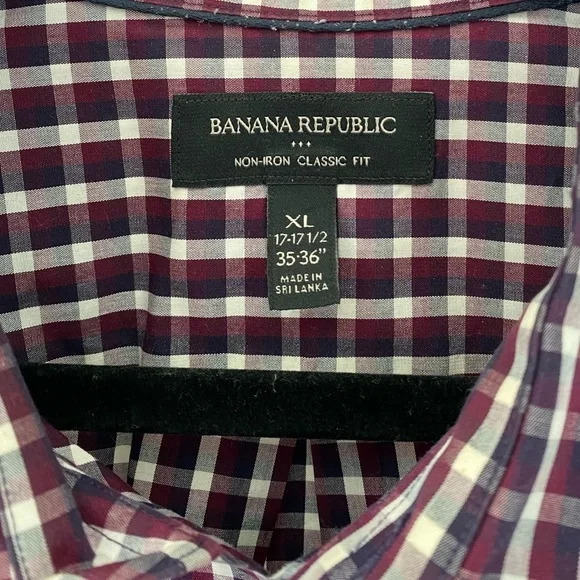 BANANA REPUBLIC
NON-IRON CLASSIC FIT
XL
17-17 1/2
35-36"
MADE IN
SRI LANKA